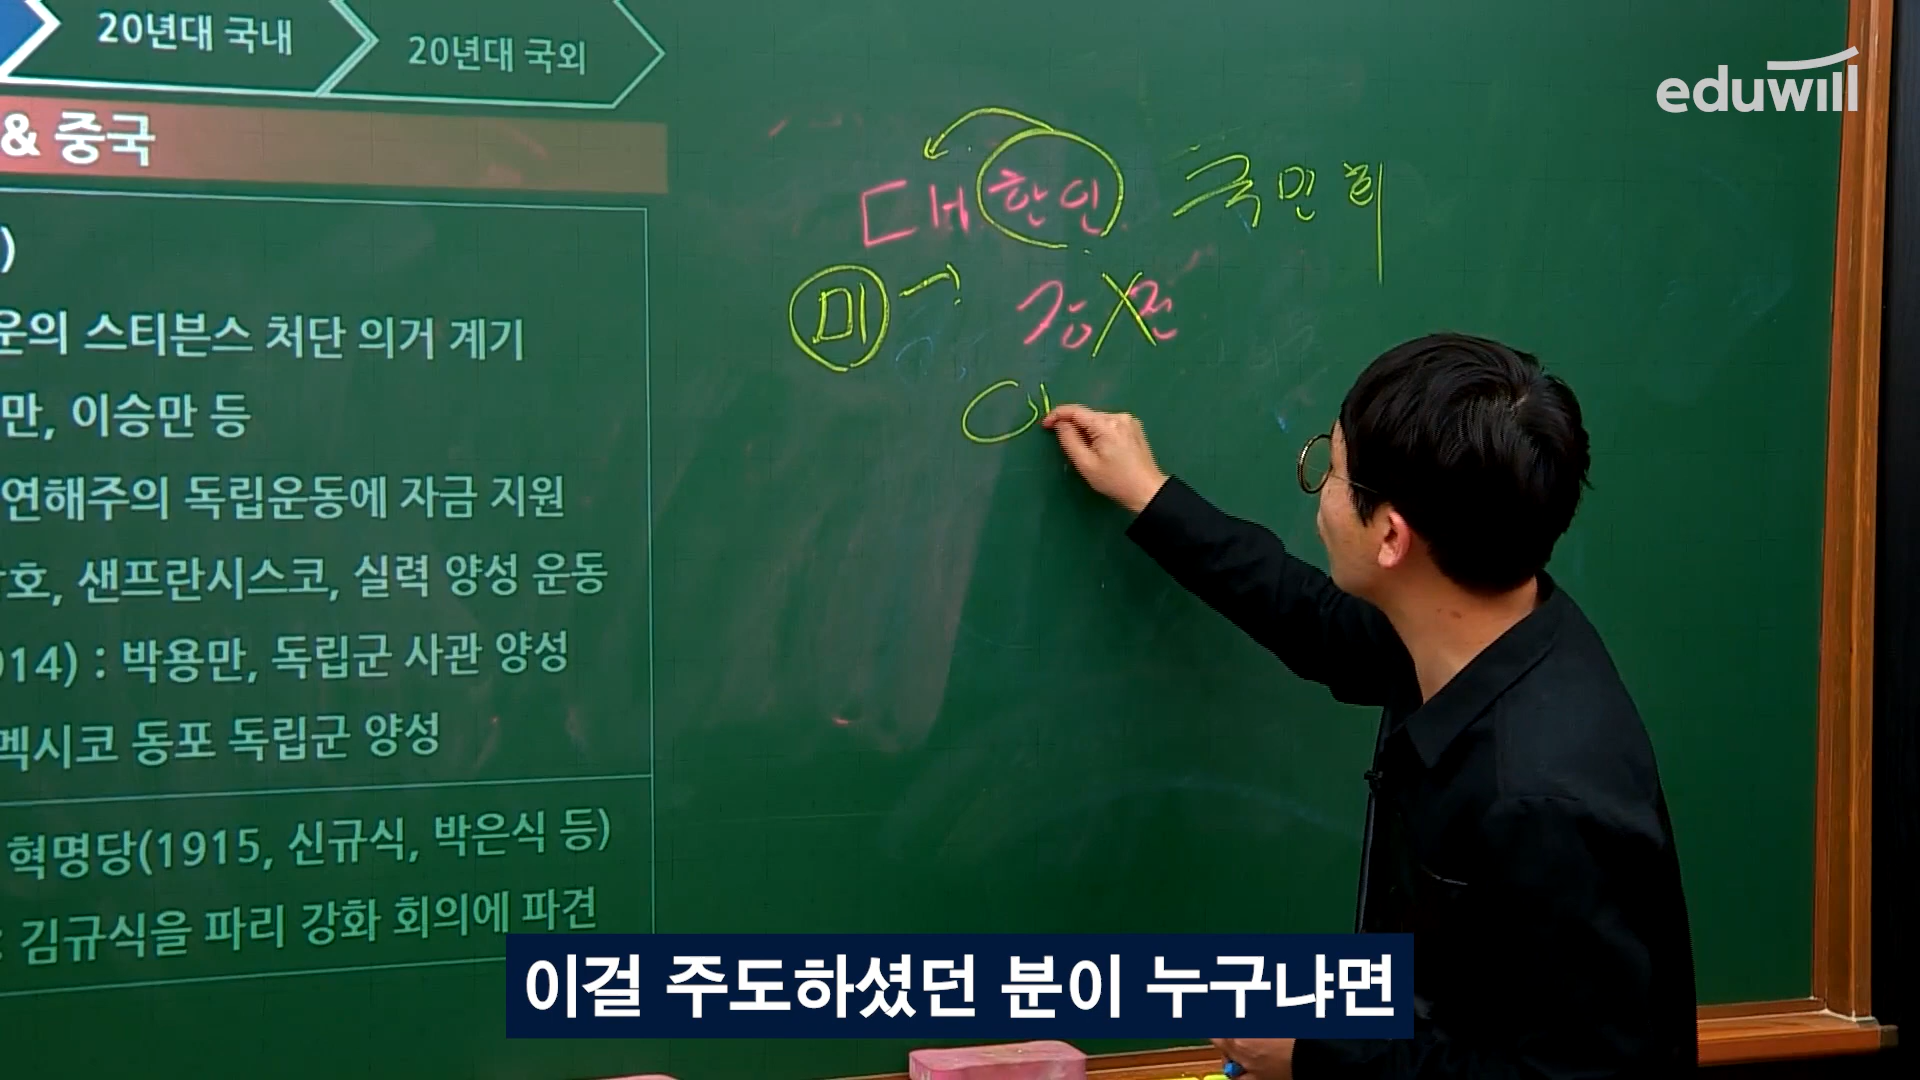 20년대 국내
20년대 국외
eduwill
& 중국
대한인 국민회
)
운의 스티븐스 처단 의거 계기
미
만, 이승만 등
연해주의 독립운동에 자금 지원
호, 샌프란시스코, 실력 양성 운동
914) : 박용만, 독립군 사관 양성
멕시코 동포 독립군 양성
혁명당(1915, 신규식, 박은식 등)
: 김규식을 파리 강화 회의에 파견
이걸 주도하셨던 분이 누구냐면